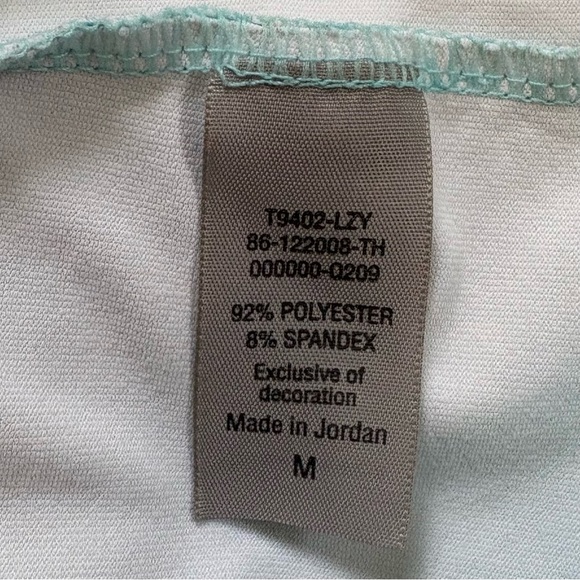 T9402-LZY
86-122008-TH
000000-Q209
92% POLYESTER
8% SPANDEX
Exclusive of
decoration
Made in Jordan
M